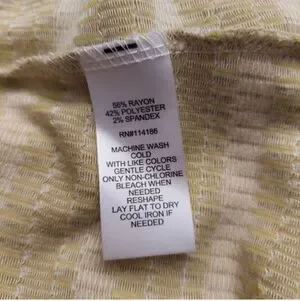 56% RAYON
42% POLYESTER
2% SPANDEX
RN#114186
MACHINE WASH
COLD
WITH LIKE COLORS
GENTLE CYCLE
ONLY NON-CHLORINE
BLEACH WHEN
NEEDED
RESHAPE
LAY FLAT TO DRY
COOL IRON IF
NEEDED